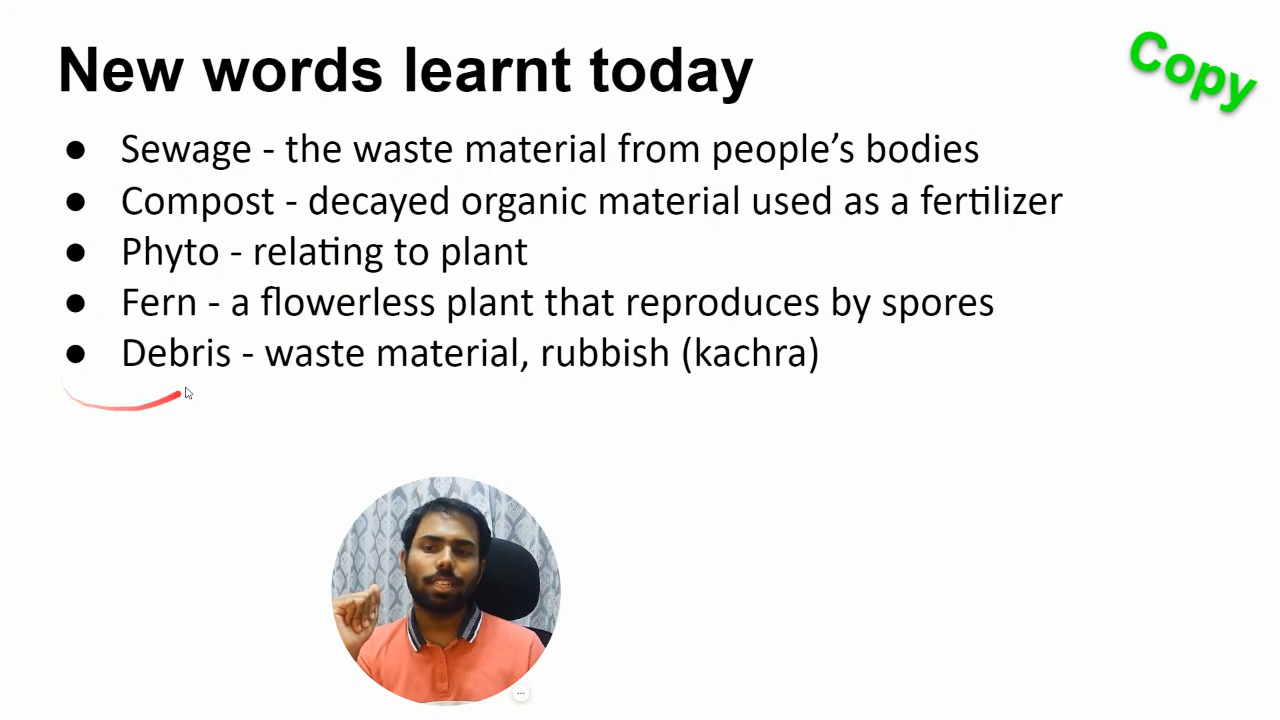 New words learnt today
Copy
● Sewage - the waste material from people’s bodies
● Compost - decayed organic material used as a fertilizer
● Phyto - relating to plant
● Fern - a flowerless plant that reproduces by spores
● Debris - waste material, rubbish (kachra)